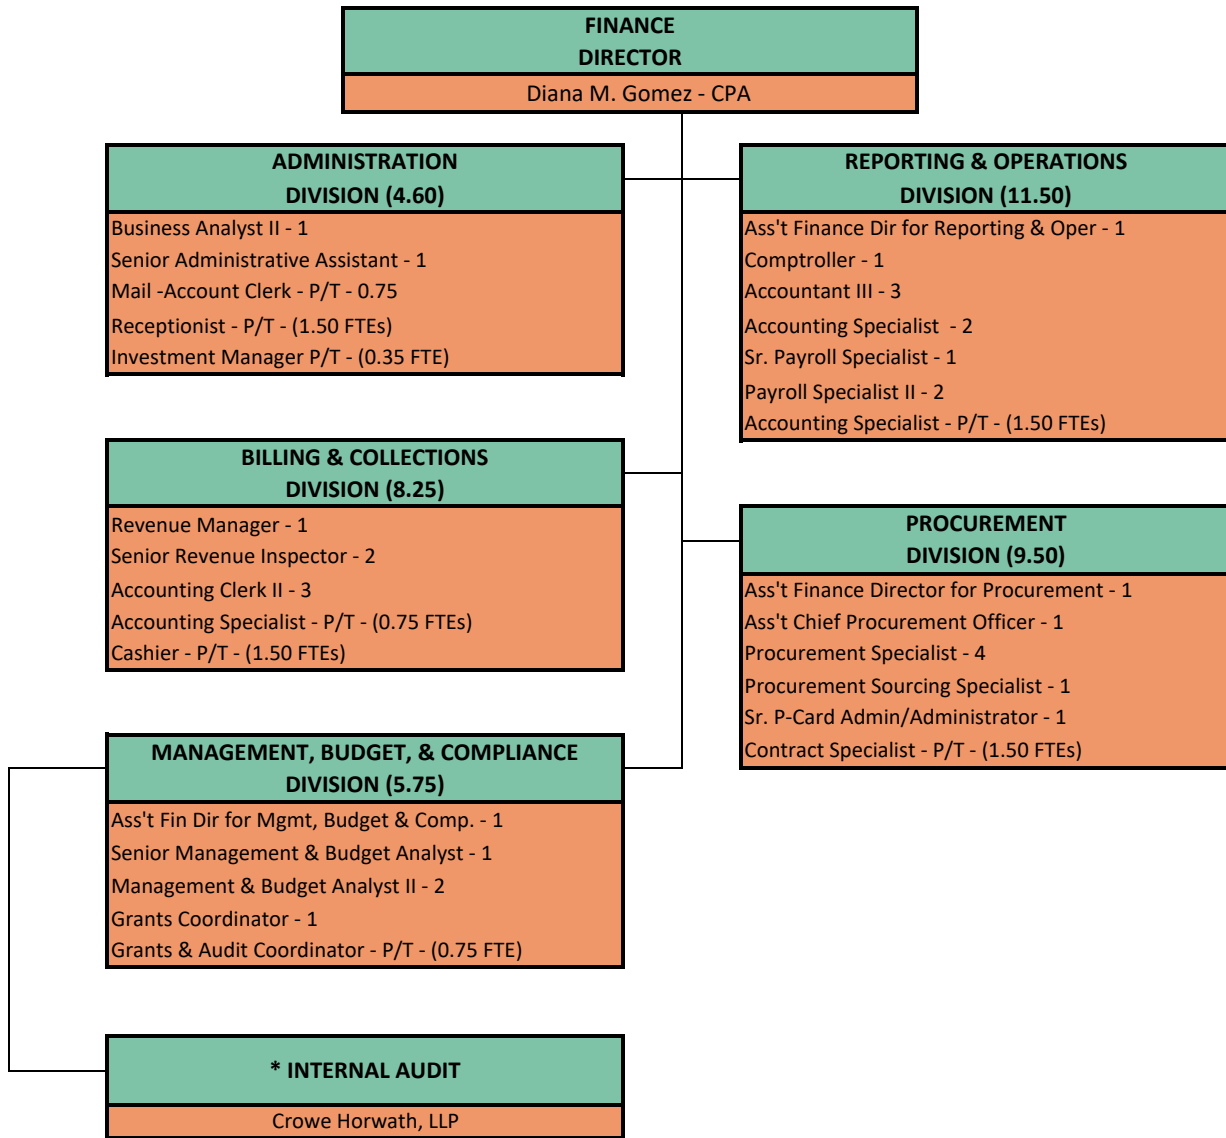 FINANCE
DIRECTOR
Diana M. Gomez - CPA
ADMINISTRATION
DIVISION (4.60)
Business Analyst II - 1
Senior Administrative Assistant - 1
Mail -Account Clerk - P/T - 0.75
Receptionist - P/T - (1.50 FTEs)
Investment Manager P/T - (0.35 FTE)
REPORTING & OPERATIONS
DIVISION (11.50)
Ass't Finance Dir for Reporting & Oper - 1
Comptroller - 1
Accountant III - 3
Accounting Specialist  - 2
Sr. Payroll Specialist - 1
Payroll Specialist II - 2
Accounting Specialist - P/T - (1.50 FTEs)
BILLING & COLLECTIONS
DIVISION (8.25)
Revenue Manager - 1
Senior Revenue Inspector - 2
Accounting Clerk II - 3
Accounting Specialist - P/T - (0.75 FTEs)
Cashier - P/T - (1.50 FTEs)
PROCUREMENT
DIVISION (9.50)
Ass't Finance Director for Procurement - 1
Ass't Chief Procurement Officer - 1
Procurement Specialist - 4
Procurement Sourcing Specialist - 1
Sr. P-Card Admin/Administrator - 1
Contract Specialist - P/T - (1.50 FTEs)
MANAGEMENT, BUDGET, & COMPLIANCE
DIVISION (5.75)
Ass't Fin Dir for Mgmt, Budget & Comp. - 1
Senior Management & Budget Analyst - 1
Management & Budget Analyst II - 2
Grants Coordinator - 1
Grants & Audit Coordinator - P/T - (0.75 FTE)
* INTERNAL AUDIT
Crowe Horwath, LLP